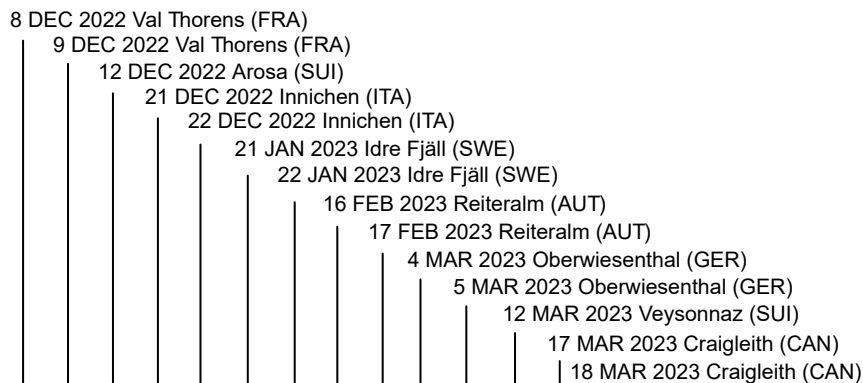 8 DEC 2022 Val Thorens (FRA)
9 DEC 2022 Val Thorens (FRA)
12 DEC 2022 Arosa (SUI)
21 DEC 2022 Innichen (ITA)
22 DEC 2022 Innichen (ITA)
21 JAN 2023 Idre Fjäll (SWE)
22 JAN 2023 Idre Fjäll (SWE)
16 FEB 2023 Reiteralm (AUT)
17 FEB 2023 Reiteralm (AUT)
4 MAR 2023 Oberwiesenthal (GER)
5 MAR 2023 Oberwiesenthal (GER)
12 MAR 2023 Veysonnaz (SUI)
17 MAR 2023 Craigleith (CAN)
18 MAR 2023 Craigleith (CAN)